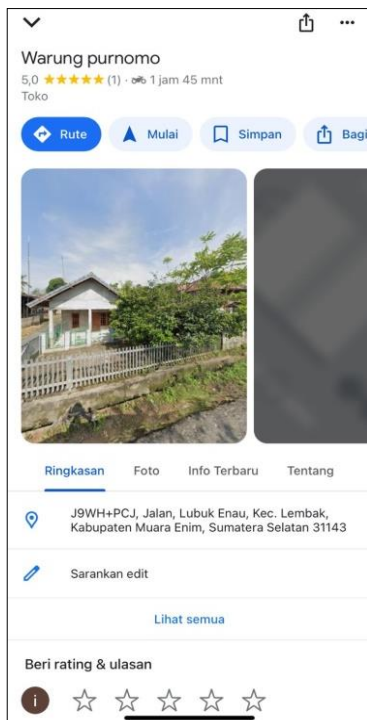 Warung purnomo
5,0 ★★★★★ (1) · 1 jam 45 mnt
Toko
Rute Mulai Simpan Bagi
Ringkasan Foto Info Terbaru Tentang
J9WH+PCJ, Jalan, Lubuk Enau, Kec. Lembak,
Kabupaten Muara Enim, Sumatera Selatan 31143
Sarankan edit
Lihat semua
Beri rating & ulasan
i